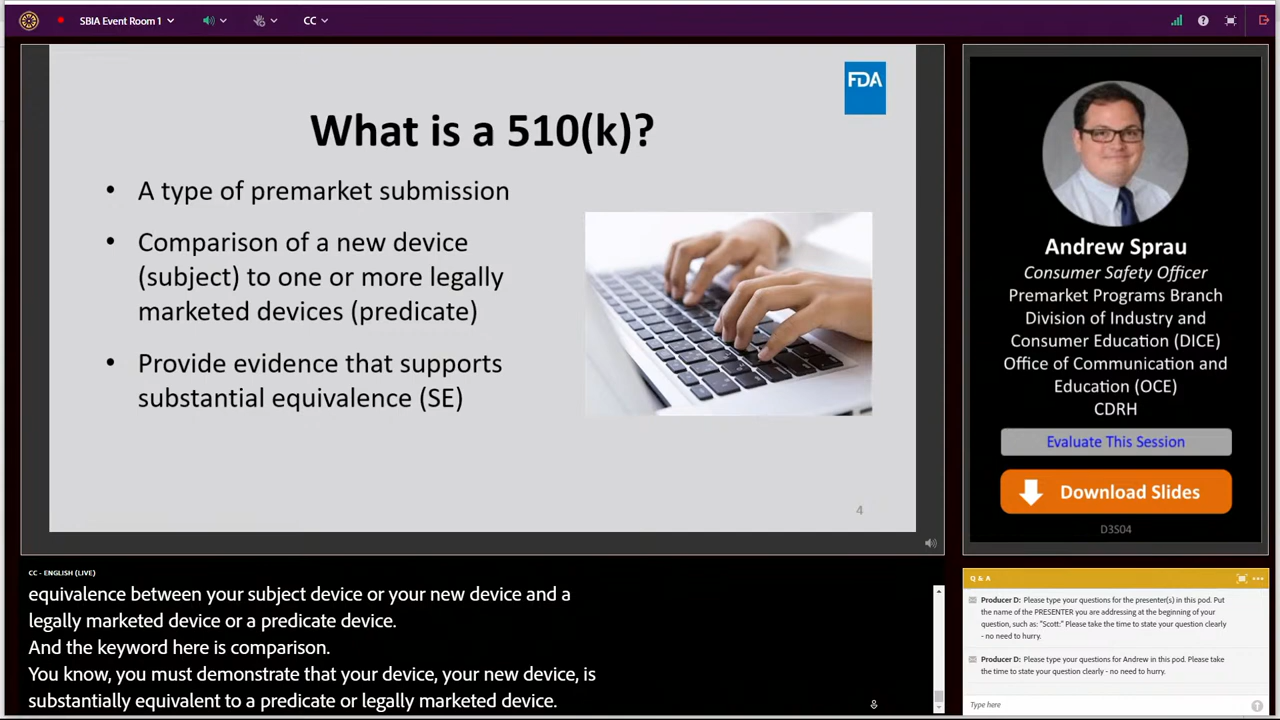 SBIA Event Room 1
CC
FDA
What is a 510(k)?
• A type of premarket submission
• Comparison of a new device
(subject) to one or more legally
marketed devices (predicate)
• Provide evidence that supports
substantial equivalence (SE)
4
Andrew Sprau
Consumer Safety Officer
Premarket Programs Branch
Division of Industry and
Consumer Education (DICE)
Office of Communication and
Education (OCE)
CDRH
Evaluate This Session
Download Slides
D3S04
CC - ENGLISH (LIVE)
equivalence between your subject device or your new device and a
legally marketed device or a predicate device.
And the keyword here is comparison.
You know, you must demonstrate that your device, your new device, is
substantially equivalent to a predicate or legally marketed device.
Q & A
Producer D: Please type your questions for the presenter(s) in this pod. Put
the name of the PRESENTER you are addressing at the beginning of your
question, such as: "Scott:" Please take the time to state your question clearly
- no need to hurry.
Producer D: Please type your questions for Andrew in this pod. Please take
the time to state your question clearly - no need to hurry.
Type here